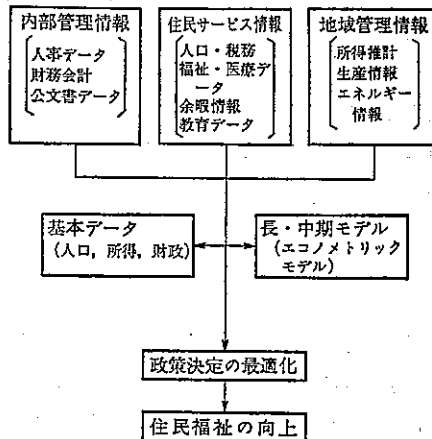 内部管理情報
人事データ
財務会計
公文書データ
住民サービス情報
人口・税務
福祉・医療デ
ータ
余暇情報
教育データ
地域管理情報
所得推計
生産情報
エネルギー
情報
基本データ
(人口,所得,財政)
長・中期モデル
(エコノメトリック
モデル)
政策決定の最適化
住民福祉の向上